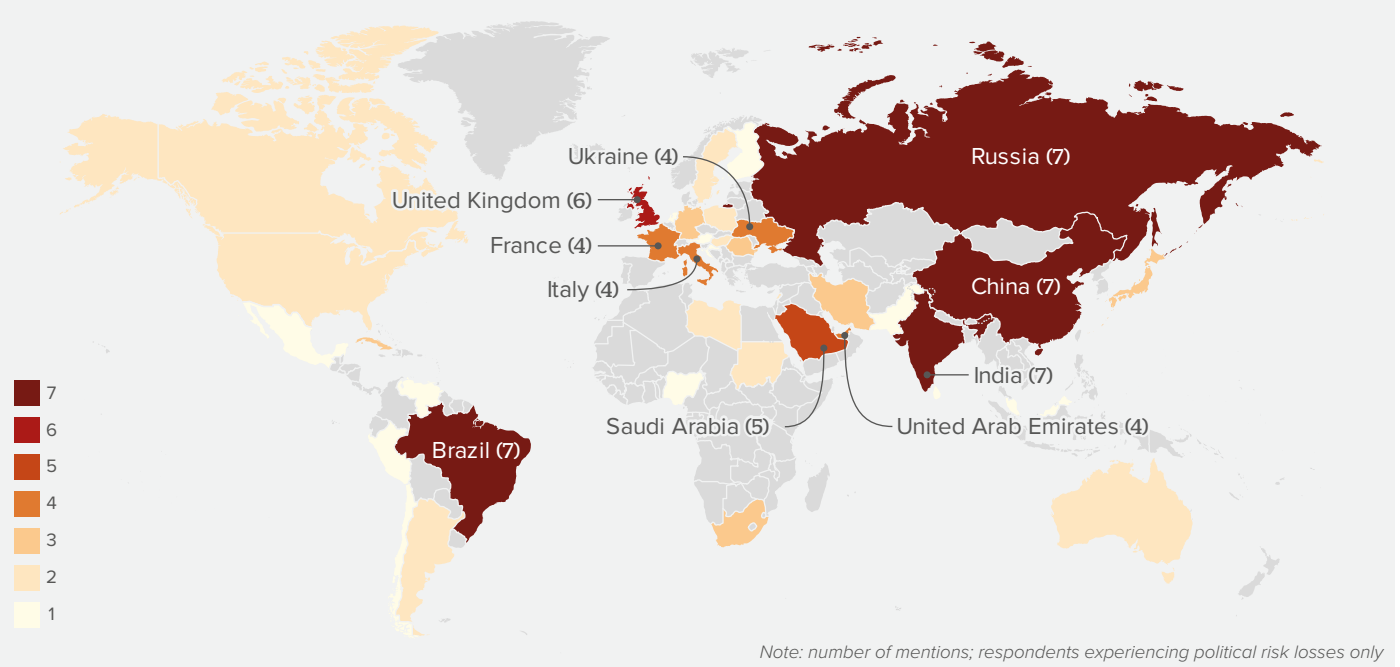 Ukraine (4)
Russia (7)
United Kingdom (6)
France (4)
Italy (4)
China (7)
India (7)
Saudi Arabia (5)
United Arab Emirates (4)
Brazil (7)
7
6
5
4
3
2
1
Note: number of mentions; respondents experiencing political risk losses only